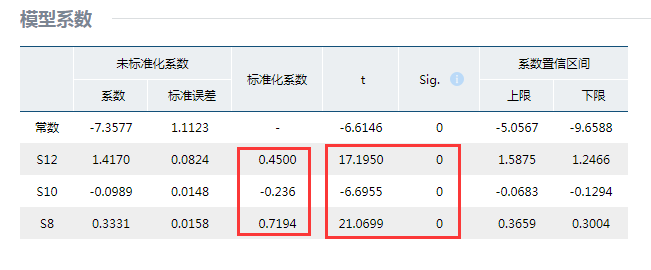 模型系数
未标准化系数 标准化系数 t Sig. 系数置信区间
系数 标准误差 上限 下限
常数 -7.3577 1.1123 - -6.6146 0 -5.0567 -9.6588
S12 1.4170 0.0824 0.4500 17.1950 0 1.5875 1.2466
S10 -0.0989 0.0148 -0.236 -6.6955 0 -0.0683 -0.1294
S8 0.3331 0.0158 0.7194 21.0699 0 0.3659 0.3004